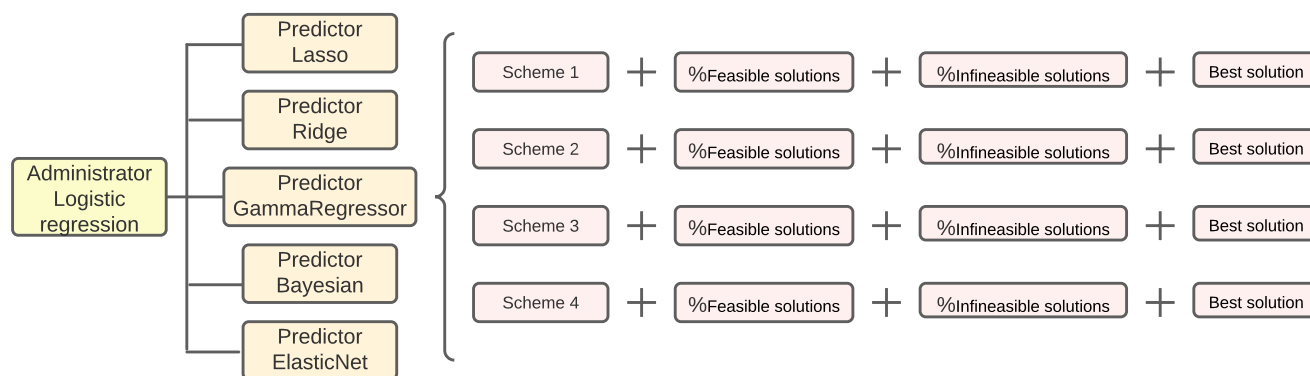 Administrator
Logistic
regression
Predictor
Lasso
Predictor
Ridge
Predictor
GammaRegressor
Predictor
Bayesian
Predictor
ElasticNet
Scheme 1
%Feasible solutions
%Infineasible solutions
Best solution
Scheme 2
%Feasible solutions
%Infineasible solutions
Best solution
Scheme 3
%Feasible solutions
%Infineasible solutions
Best solution
Scheme 4
%Feasible solutions
%Infineasible solutions
Best solution